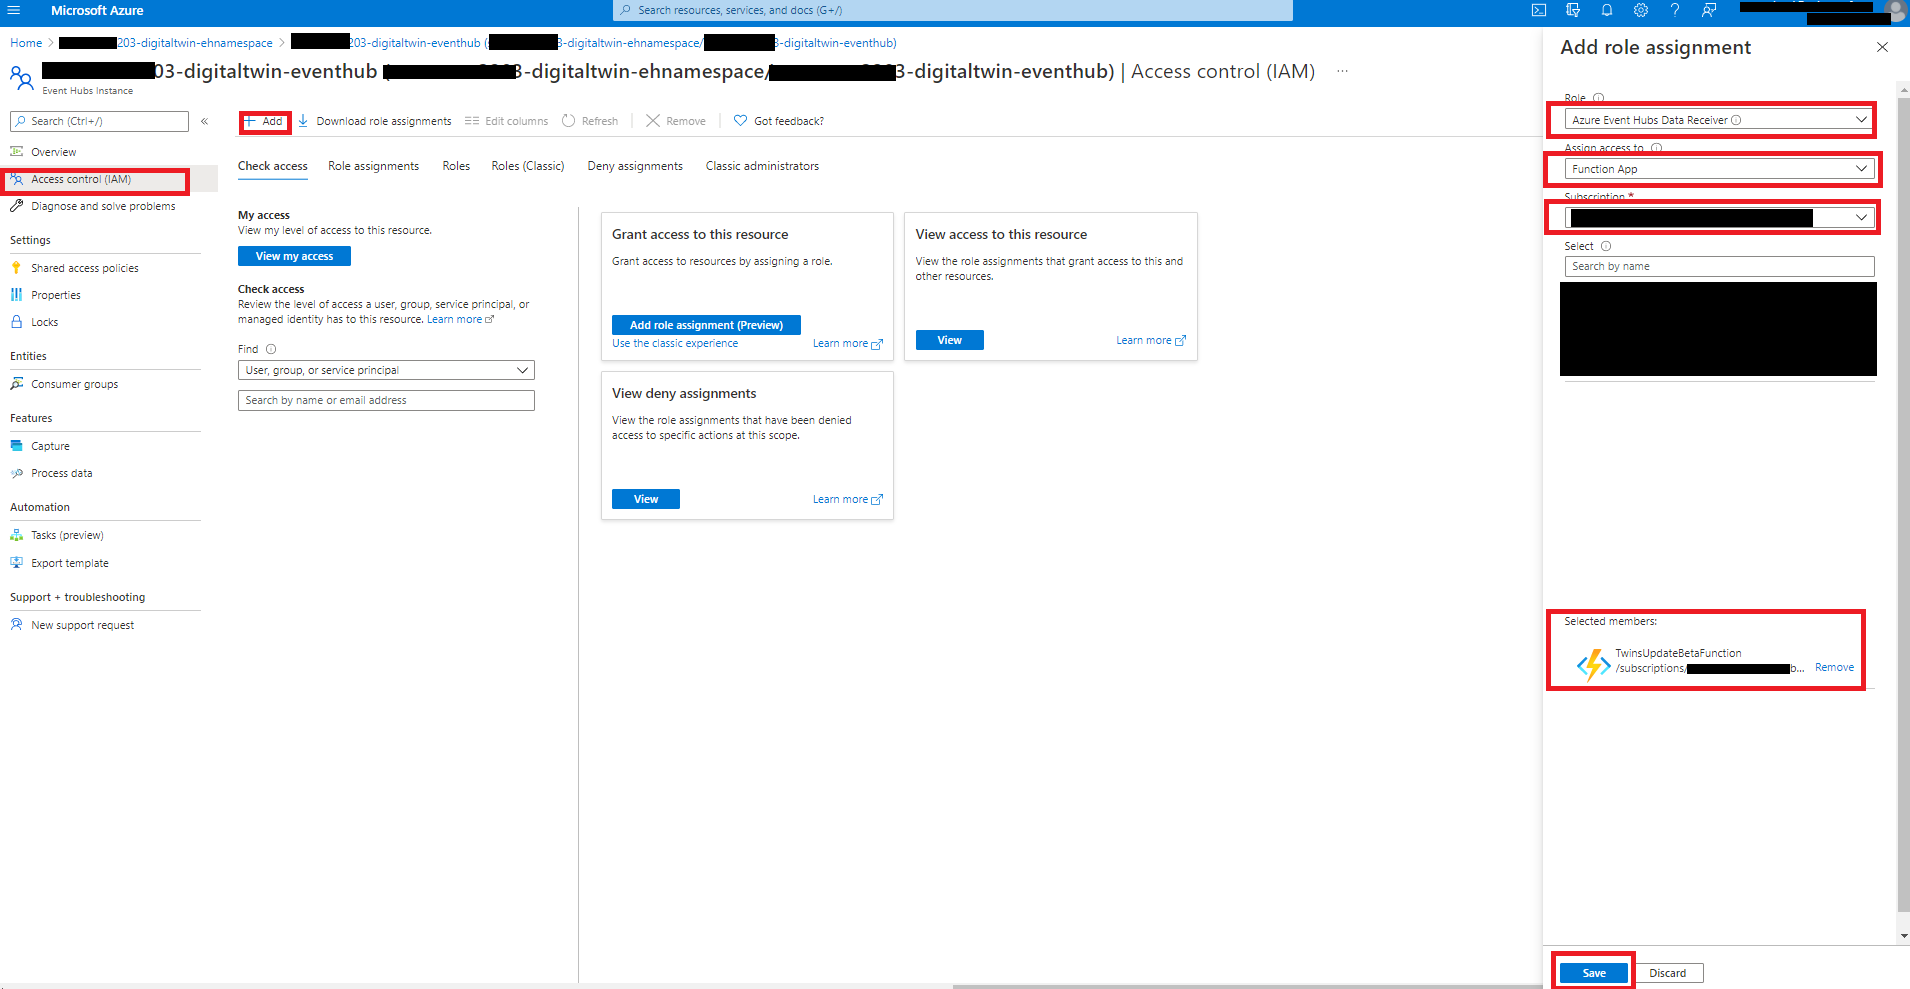 Microsoft Azure
Search resources, services, and docs (G+/)
Home > 203-digitaltwin-ehnamespace > 203-digitaltwin-eventhub ( 3-digitaltwin-ehnamespace/ 3-digitaltwin-eventhub)
03-digitaltwin-eventhub ( 3-digitaltwin-ehnamespace/ 3-digitaltwin-eventhub) | Access control (IAM) ...
Event Hubs Instance
Search (Ctrl+/) «
Overview
Access control (IAM)
Diagnose and solve problems
Settings
Shared access policies
Properties
Locks
Entities
Consumer groups
Features
Capture
Process data
Automation
Tasks (preview)
Export template
Support + troubleshooting
New support request
Add Download role assignments Edit columns Refresh Remove Got feedback?
Check access Role assignments Roles Roles (Classic) Deny assignments Classic administrators
My access
View my level of access to this resource.
View my access
Check access
Review the level of access a user, group, service principal, or
managed identity has to this resource. Learn more
Find
User, group, or service principal
Search by name or email address
Grant access to this resource
Grant access to resources by assigning a role.
Add role assignment (Preview)
Use the classic experience Learn more
View access to this resource
View the role assignments that grant access to this and
other resources.
View Learn more
View deny assignments
View the role assignments that have been denied
access to specific actions at this scope.
View Learn more
Add role assignment
Role
Azure Event Hubs Data Receiver
Assign access to
Function App
Subscription *
Select
Search by name
Selected members:
TwinsUpdateBetaFunction
/subscriptions/ b... Remove
Save Discard